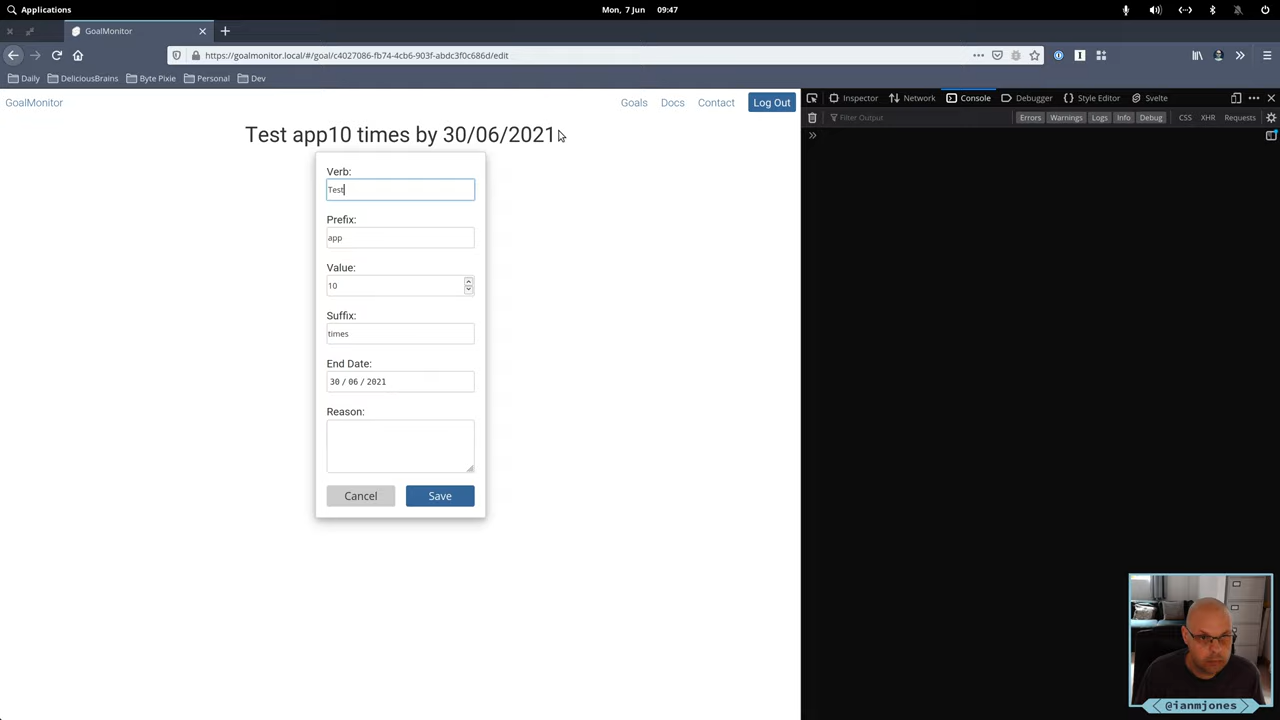 Applications
Mon, 7 Jun 09:47
GoalMonitor
https://goalmonitor.local/#/goal/c4027086-fb74-4cb6-903f-abdc3f0c686d/edit
Daily DeliciousBrains Byte Pixie Personal Dev
GoalMonitor Goals Docs Contact Log Out
Inspector Network Console Debugger Style Editor Svelte
Filter Output Errors Warnings Logs Info Debug CSS XHR Requests
Test app10 times by 30/06/2021
Verb:
Test
Prefix:
app
Value:
10
Suffix:
times
End Date:
30 / 06 / 2021
Reason:
Cancel Save
@ianmjones